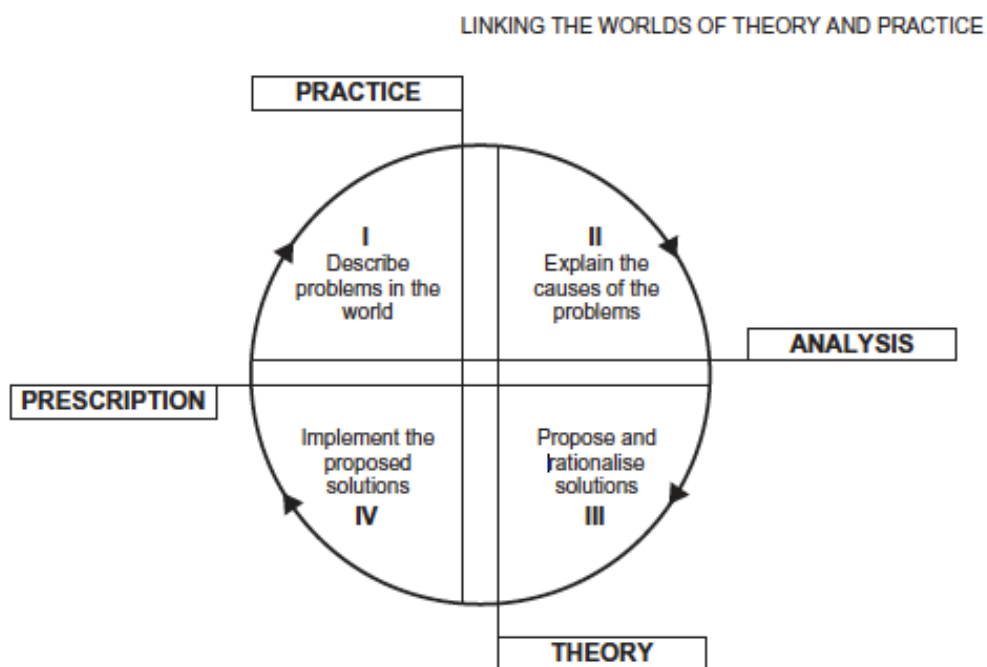 LINKING THE WORLDS OF THEORY AND PRACTICE
PRACTICE
I
Describe
problems in the
world
II
Explain the
causes of the
problems
ANALYSIS
PRESCRIPTION
Implement the
proposed
solutions
IV
Propose and
rationalise
solutions
III
THEORY